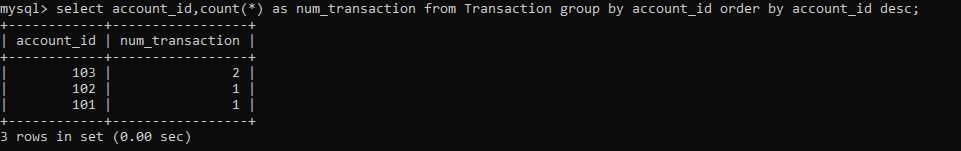 mysql> select account_id,count(*) as num_transaction from Transaction group by account_id order by account_id desc;
+------------+-----------------+
| account_id | num_transaction |
+------------+-----------------+
|        103 |               2 |
|        102 |               1 |
|        101 |               1 |
+------------+-----------------+
3 rows in set (0.00 sec)